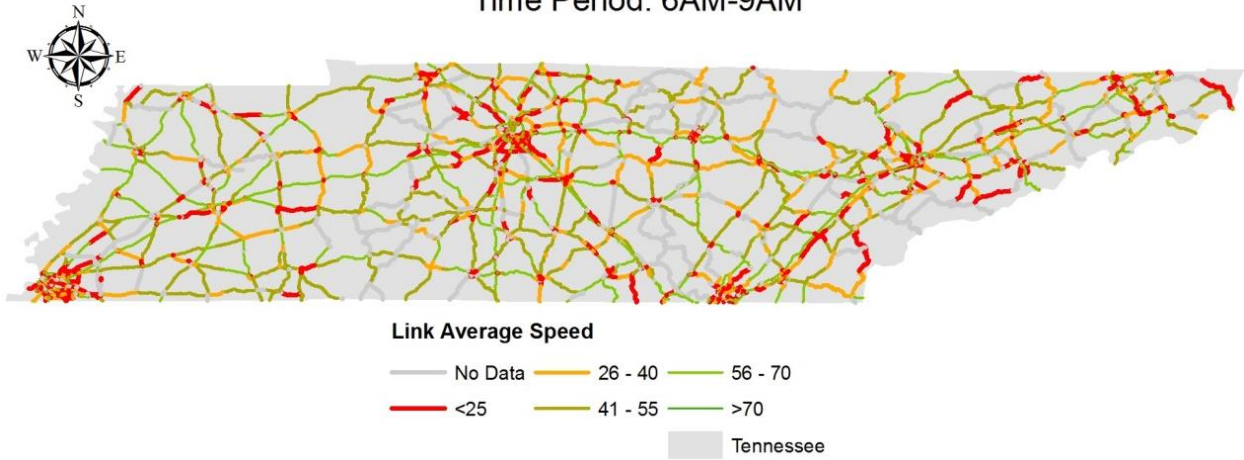 Time Period: 6AM-9AM
N
W E
S
Link Average Speed
No Data 26 - 40 56 - 70
<25 41 - 55 >70
Tennessee